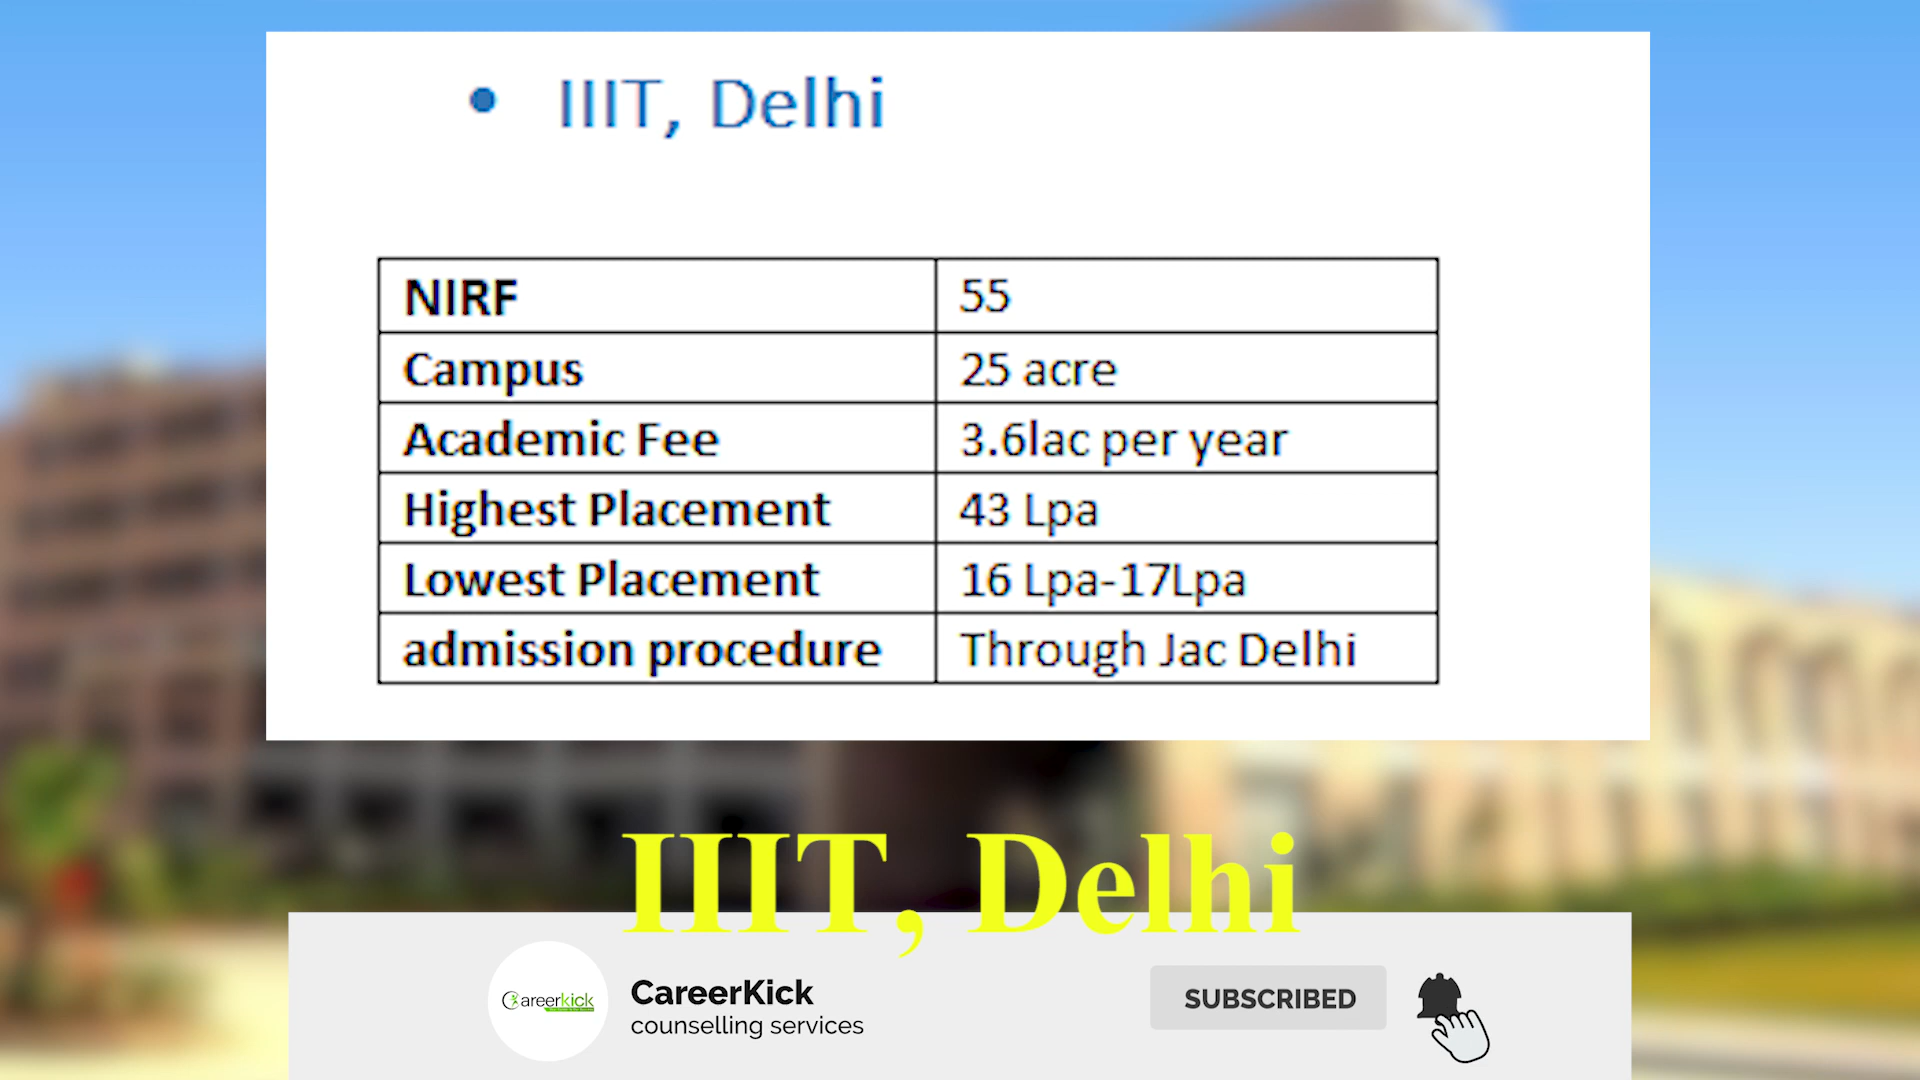 • IIIT, Delhi
NIRF 55
Campus 25 acre
Academic Fee 3.6lac per year
Highest Placement 43 Lpa
Lowest Placement 16 Lpa-17Lpa
admission procedure Through Jac Delhi
IIIT, Delhi
Careerkick
CareerKick
counselling services
SUBSCRIBED